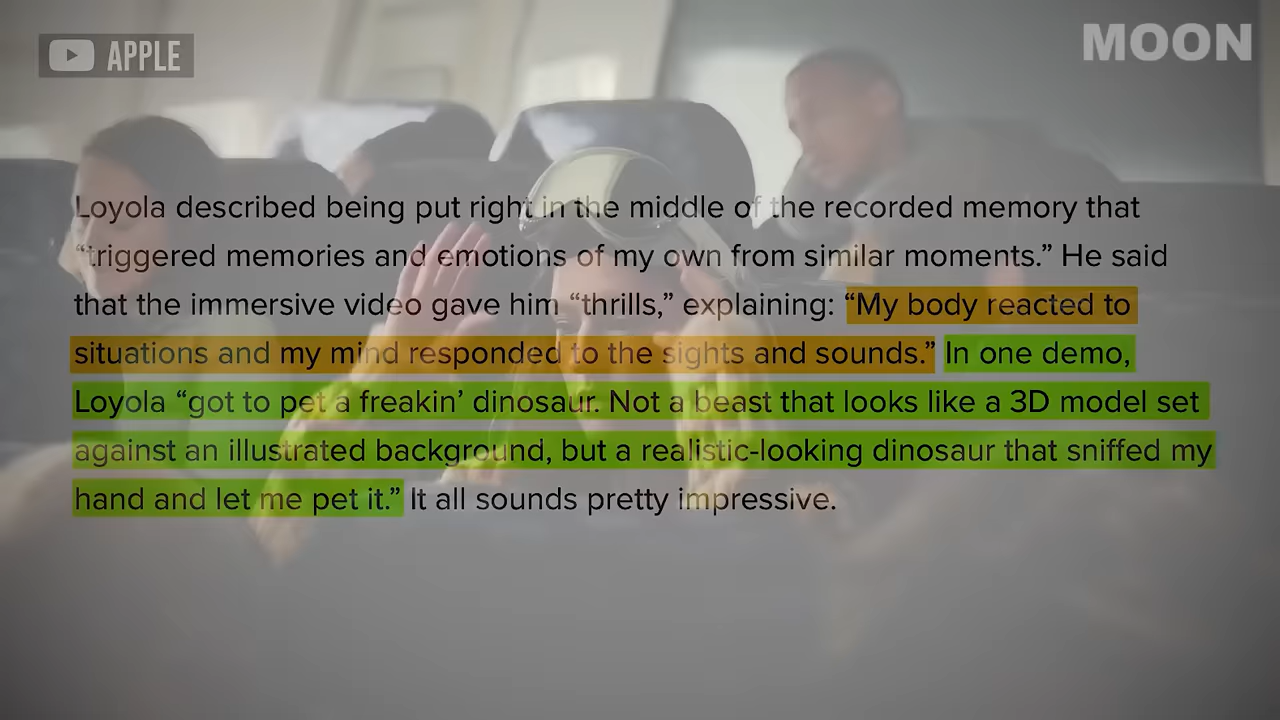 APPLE
MOON
Loyola described being put right in the middle of the recorded memory that
“triggered memories and emotions of my own from similar moments.” He said
that the immersive video gave him “thrills,” explaining: “My body reacted to
situations and my mind responded to the sights and sounds.” In one demo,
Loyola “got to pet a freakin’ dinosaur. Not a beast that looks like a 3D model set
against an illustrated background, but a realistic-looking dinosaur that sniffed my
hand and let me pet it.” It all sounds pretty impressive.